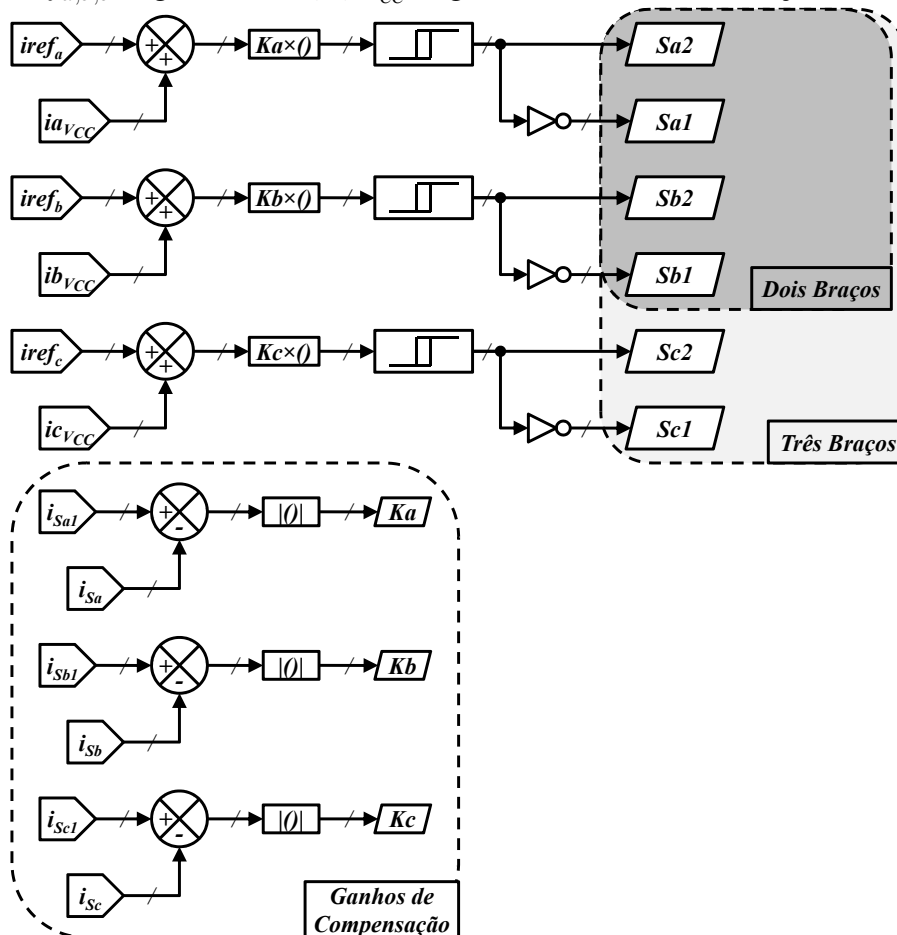 iref_a
+
+
Ka×()
Sa2
ia_VCC
Sa1
iref_b
+
+
Kb×()
Sb2
ib_VCC
Sb1
Dois Braços
iref_c
+
+
Kc×()
Sc2
ic_VCC
Sc1
Três Braços
i_Sa1
+
-
|()|
Ka
i_Sa
i_Sb1
+
-
|()|
Kb
i_Sb
i_Sc1
+
-
|()|
Kc
i_Sc
Ganhos de
Compensação